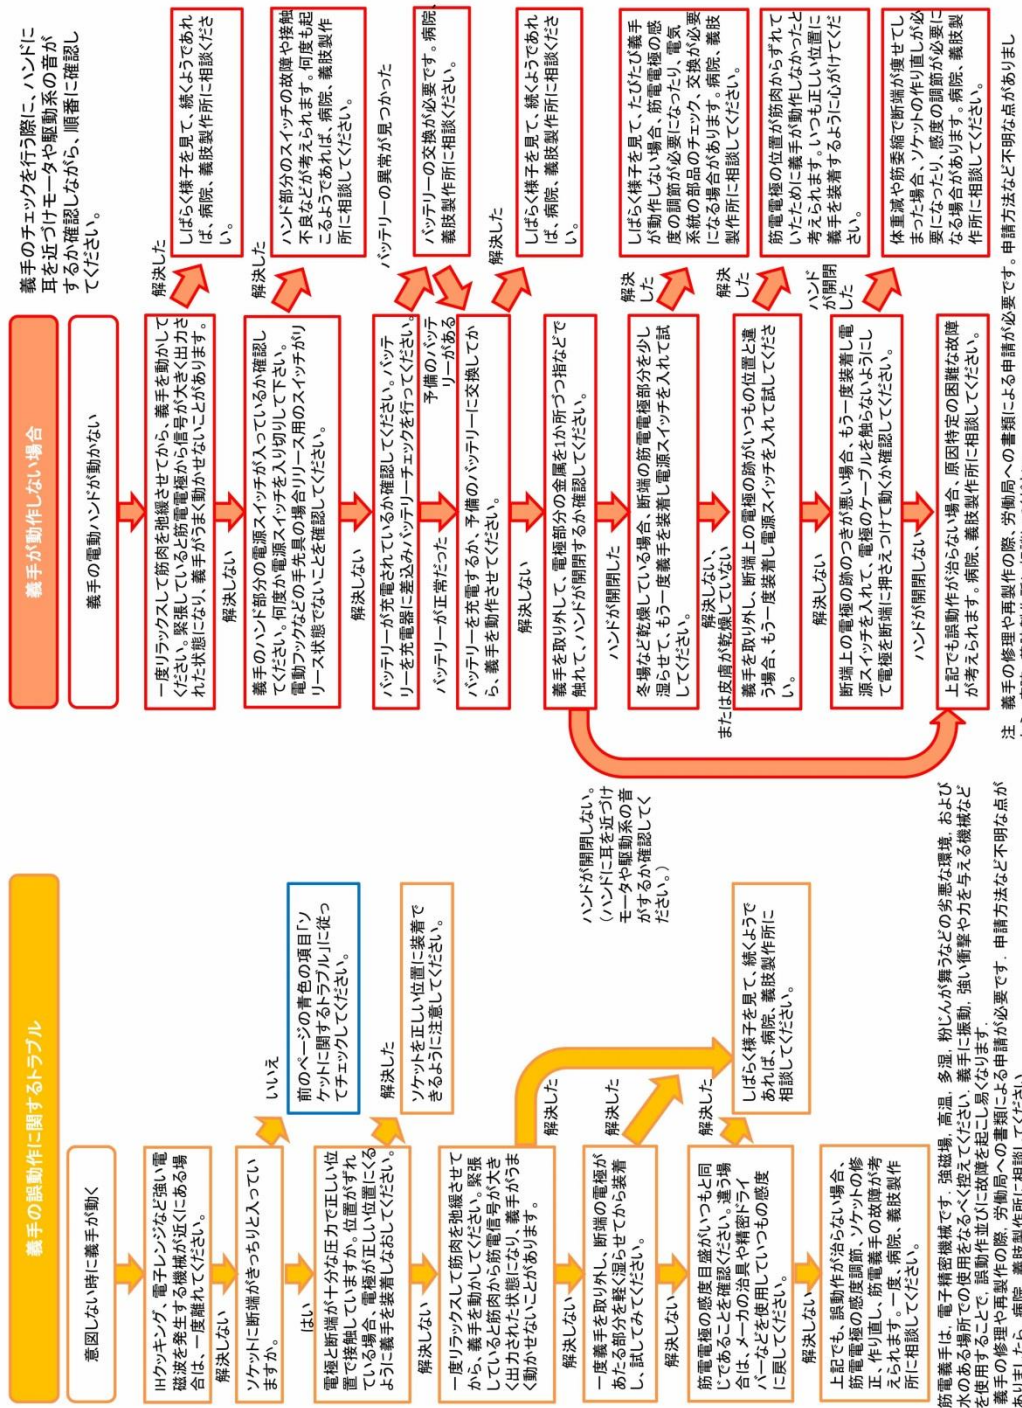 義手の誤動作に関するトラブル
意図しない時に義手が動く
IHクッキング、電子レンジなど強い電
磁波を発生する機械が近くにある場
合は、一度離れてください。
解決しない
ソケットに断端がきっちりと入ってい
ますか。
いいえ
前のページの青色の項目「ソ
ケットに関するトラブル」に従っ
てチェックしてください。
はい
電極と断端が十分な圧力で正しい位
置で接触していますか。位置がずれ
ている場合、電極が正しい位置にくる
ように義手を装着しなおしてください。
解決した
ソケットを正しい位置に装着で
きるように注意してください。
解決しない
一度リラックスして筋肉を弛緩させて
から、義手を動かしてください。緊張
していると筋肉から筋電信号が大き
く出力された状態になり、義手がうま
く動かせないことがあります。
解決した
解決しない
一度義手を取り外し、断端の電極が
あたる部分を軽く湿らせてから装着
し、試してみてください。
解決した
解決しない
筋電電極の感度目盛がいつもと同
じであることを確認ください。違う場
合は、メーカの治具や精密ドライ
バーなどを使用していつもの感度
に戻してください。
解決した
しばらく様子を見て、続くようで
あれば、病院、義肢製作所に
相談してください。
解決しない
上記でも、誤動作が治らない場合、
筋電電極の感度調節、ソケットの修
正、作り直し、筋電義手の故障が考
えられます。一度、病院、義肢製作
所に相談してください。
筋電義手は、電子精密機械です。強磁場、高温、多湿、粉じんが舞うなどの劣悪な環境、および
水のある場所での使用をなるべく控えてください。義手に振動、強い衝撃や力を与える機械など
を使用することで、誤動作並びに故障を起こし易くなります。
義手の修理や再製作の際、労働局への書類による申請が必要です。申請方法など不明な点が
ありましたら、病院、義肢製作所に相談してください。
義手が動作しない場合
義手のチェックを行う際に、ハンドに
耳を近づけモータや駆動系の音が
するか確認しながら、順番に確認し
てください。
義手の電動ハンドが動かない
一度リラックスして筋肉を弛緩させてから、義手を動かして
ください。緊張していると筋電電極から信号が大きく出力さ
れた状態になり、義手がうまく動かせないことがあります。
解決した
しばらく様子を見て、続くようであれ
ば、病院、義肢製作所に相談くださ
い。
解決しない
義手のハンド部分の電源スイッチが入っているか確認し
てください。何度か電源スイッチを入り切りして下さい。
電動フックなどの手先具の場合リリース用のスイッチがリ
リース状態でないことを確認してください。
解決した
ハンド部分のスイッチの故障や接触
不良などが考えられます。何度も起
こるようであれば、病院、義肢製作
所に相談してください。
解決しない
バッテリーが充電されているか確認してください。バッテ
リーを充電器に差込みバッテリーチェックを行ってください。
バッテリーの異常が見つかった
バッテリーの交換が必要です。病院、
義肢製作所に相談ください。
バッテリーが正常だった
予備のバッテ
リーがある
バッテリーを充電するか、予備のバッテリーに交換してか
ら、義手を動作させてください。
解決した
しばらく様子を見て、続くようであれ
ば、病院、義肢製作所に相談くださ
い。
解決しない
義手を取り外して、電極部分の金属を1か所づつ指などで
触れて、ハンドが開閉するか確認ください。
ハンドが開閉しない。
(ハンドに耳を近づけ
モータや駆動系の音
がするか確認してく
ださい。)
ハンドが開閉した
冬場など乾燥している場合、断端の筋電電極部分を少し
湿らせて、もう一度義手を装着し電源スイッチを入れて試
してください。
解決
した
しばらく様子を見て、たびたび義手
が動作しない場合、筋電電極の感
度の調節が必要になったり、電気
系統の部品のチェック、交換が必要
になる場合があります。病院、義肢
製作所に相談してください。
解決しない、
または皮膚が乾燥していない
義手を取り外し、断端上の電極の跡がいつもの位置と違
う場合、もう一度装着し電源スイッチを入れて試してくださ
い。
解決
した
筋電電極の位置が筋肉からずれて
いたために義手が動作しなかったと
考えられます。いつも正しい位置に
義手を装着するように心がけてくだ
さい。
解決しない
断端上の電極の跡のつきが悪い場合、もう一度装着し電
源スイッチを入れて、電極のケーブルを触らないようにし
て電極を断端に押さえつけて動くか確認してください。
ハンド
が開閉
した
体重減や筋委縮で断端が痩せてし
まった場合、ソケットの作り直しが必
要になったり、感度の調節が必要に
なる場合があります。病院、義肢製
作所に相談してください。
ハンドが開閉しない
上記でも誤動作が治らない場合、原因特定の困難な故障
が考えられます。病院、義肢製作所に相談してください。
注 義手の修理や再製作の際、労働局への書類による申請が必要です。申請方法など不明な点がありまし